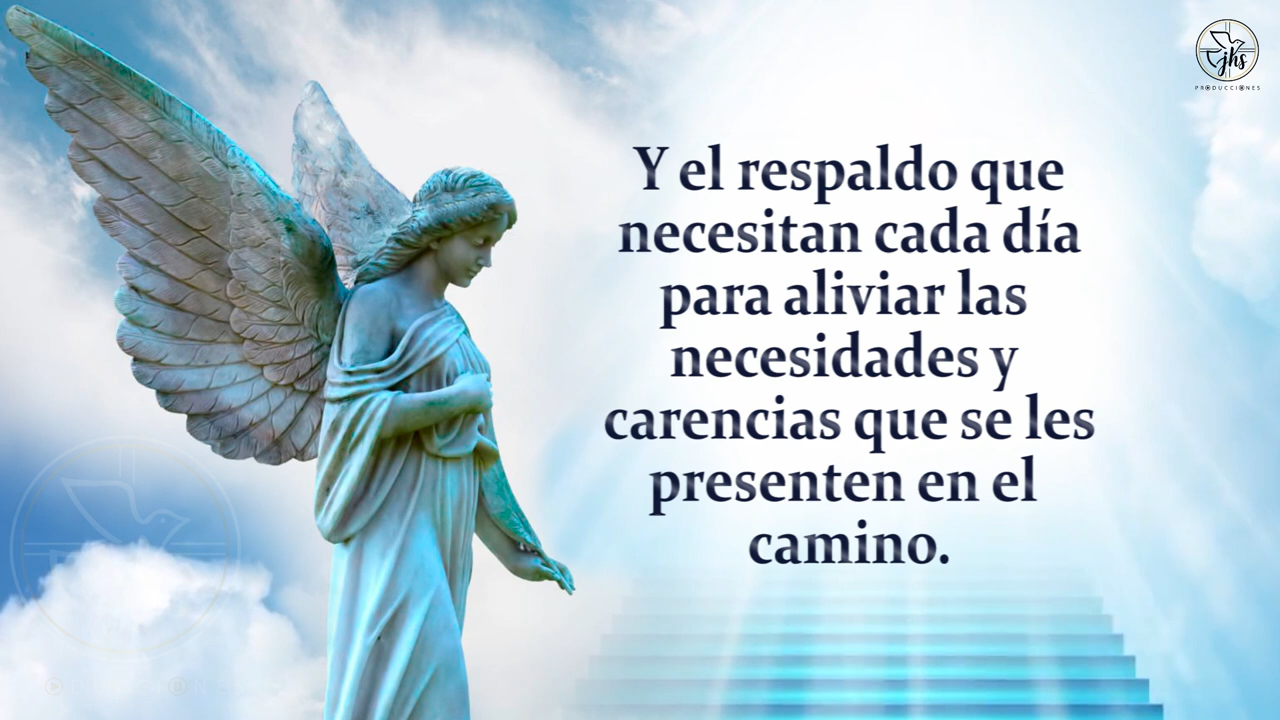 jhs
PRODUCCIONES
Y el respaldo que
necesitan cada día
para aliviar las
necesidades y
carencias que se les
presenten en el
camino.